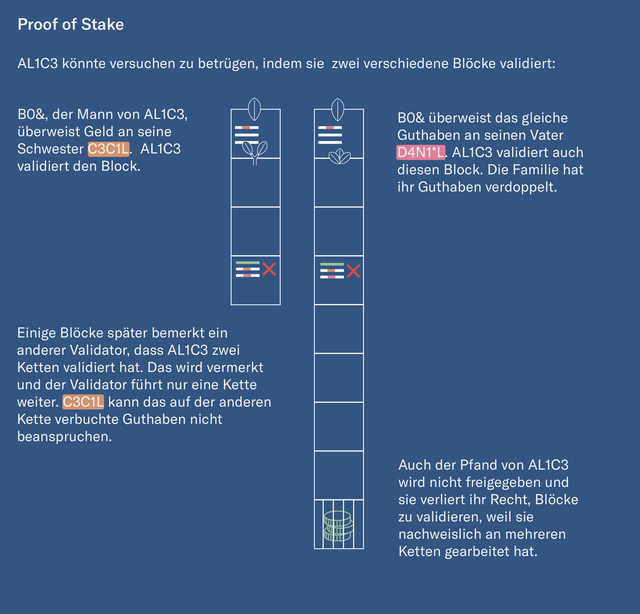 Proof of Stake
AL1C3 könnte versuchen zu betrügen, indem sie zwei verschiedene Blöcke validiert:
B0&, der Mann von AL1C3,
überweist Geld an seine
Schwester C3C1L. AL1C3
validiert den Block.
B0& überweist das gleiche
Guthaben an seinen Vater
D4N1*L. AL1C3 validiert auch
diesen Block. Die Familie hat
ihr Guthaben verdoppelt.
Einige Blöcke später bemerkt ein
anderer Validator, dass AL1C3 zwei
Ketten validiert hat. Das wird vermerkt
und der Validator führt nur eine Kette
weiter. C3C1L kann das auf der anderen
Kette verbuchte Guthaben nicht
beanspruchen.
Auch der Pfand von AL1C3
wird nicht freigegeben und
sie verliert ihr Recht, Blöcke
zu validieren, weil sie
nachweislich an mehreren
Ketten gearbeitet hat.